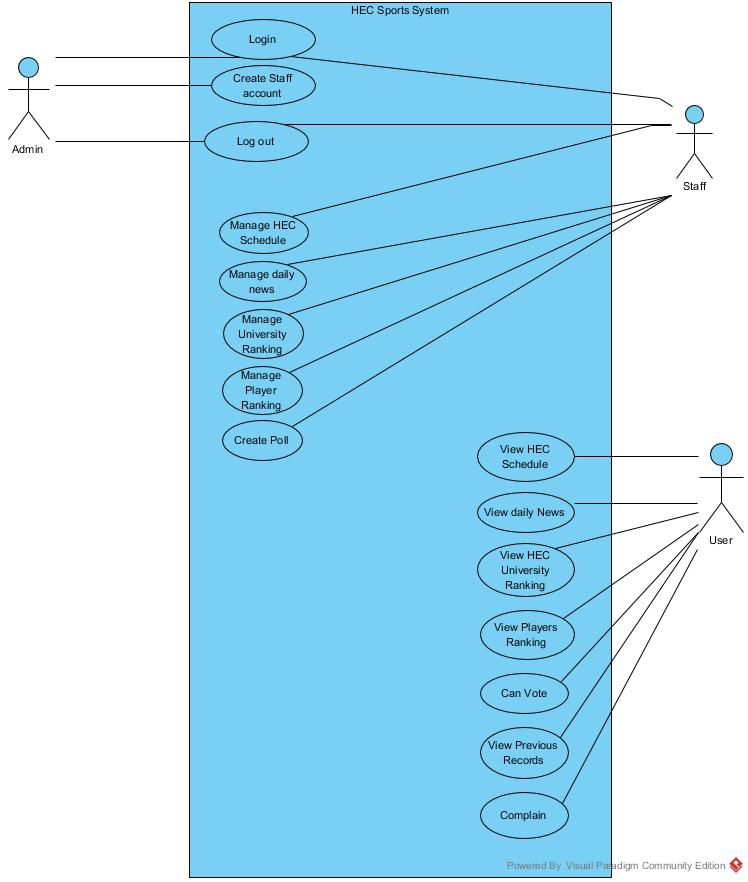 HEC Sports System
Login
Create Staff
account
Log out
Admin
Staff
Manage HEC
Schedule
Manage daily
news
Manage
University
Ranking
Manage
Player
Ranking
Create Poll
View HEC
Schedule
View daily News
User
View HEC
University
Ranking
View Players
Ranking
Can Vote
View Previous
Records
Complain
Powered By Visual Paradigm Community Edition